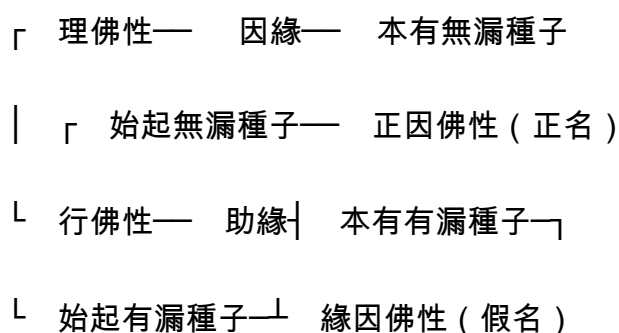 ┌ 理佛性── 因緣── 本有無漏種子
│ ┌ 始起無漏種子── 正因佛性（正名）
└ 行佛性── 助緣┤ 本有有漏種子─┐
└ 始起有漏種子─┴ 緣因佛性（假名）